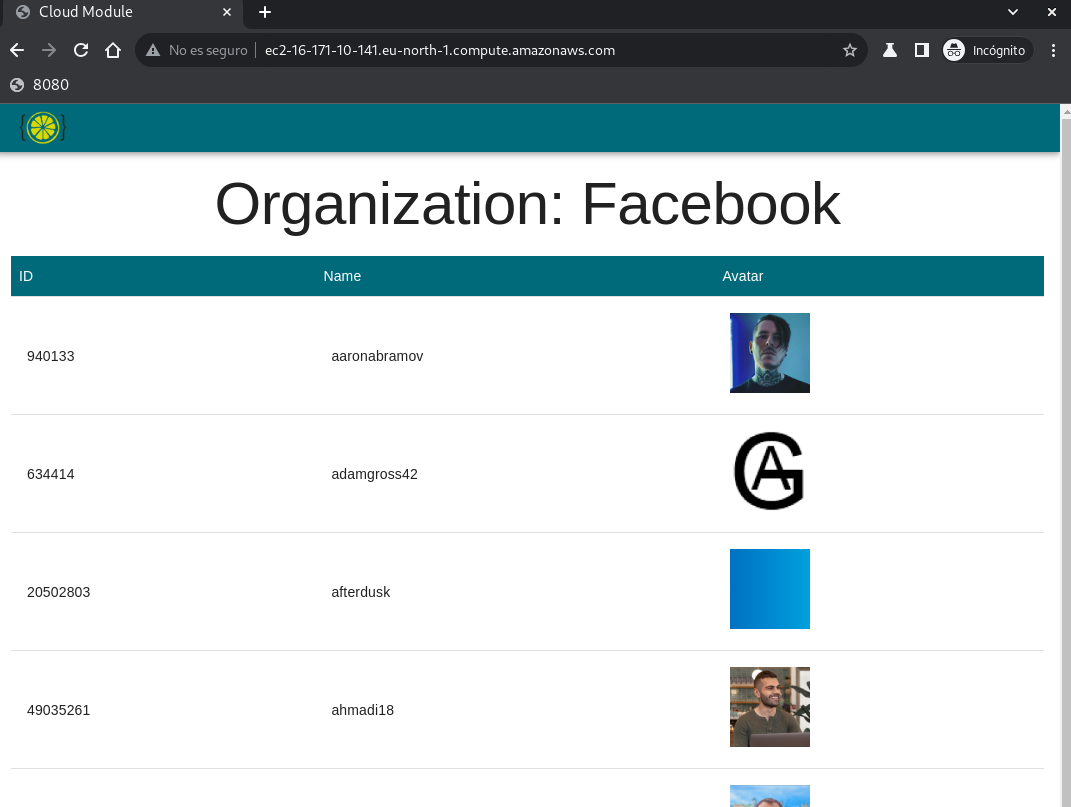 Cloud Module
No es seguro ec2-16-171-10-141.eu-north-1.compute.amazonaws.com
Incógnito
8080
Organization: Facebook
ID Name Avatar
940133 aaronabramov
634414 adamgross42
20502803 afterdusk
49035261 ahmadi18